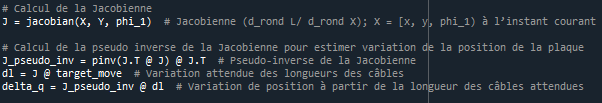 # Calcul de la Jacobienne
J = jacobian(X, Y, phi_1)  # Jacobienne (d_rond L/ d_rond X); X = [x, y, phi_1) à l’instant courant
# Calcul de la pseudo inverse de la Jacobienne pour estimer variation de la position de la plaque
J_pseudo_inv = pinv(J.T @ J) @ J.T  # Pseudo-inverse de la Jacobienne
dl = J @ target_move  # Variation attendue des longueurs des câbles
delta_q = J_pseudo_inv @ dl  # Variation de position à partir de la longueur des câbles attendues